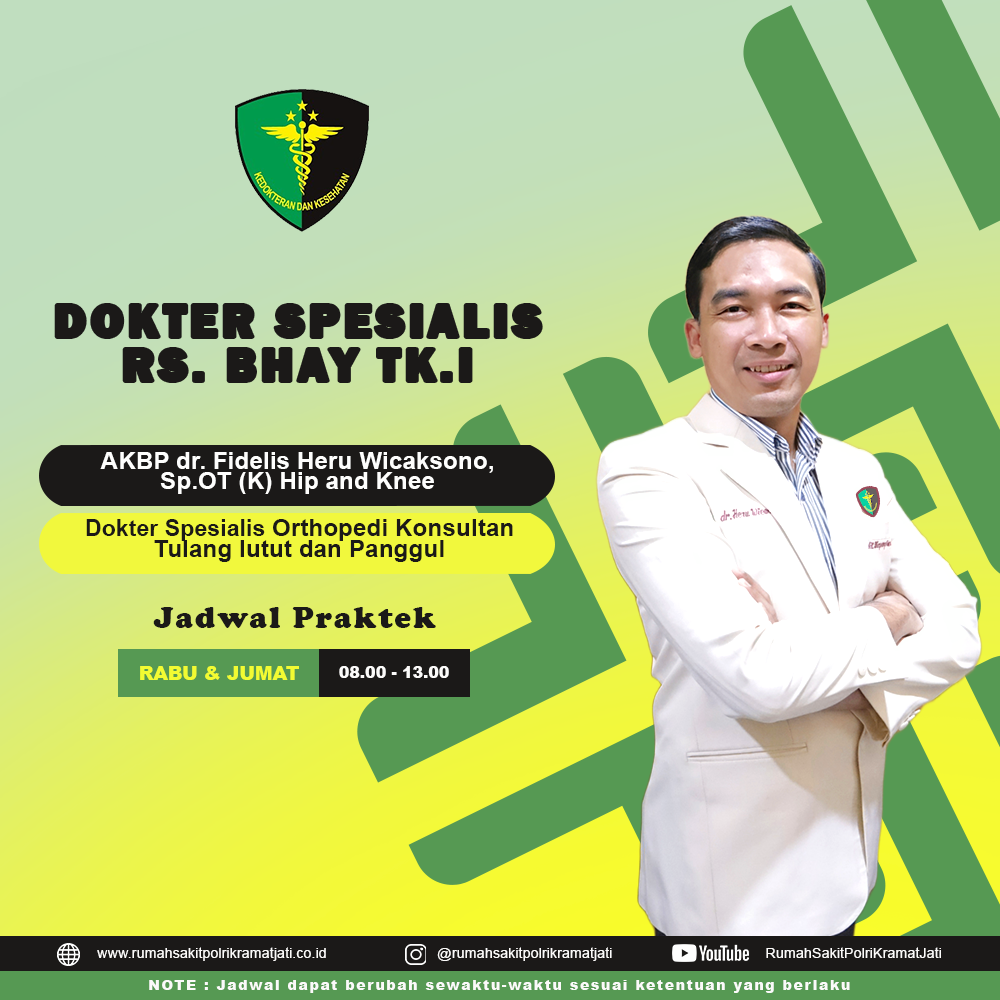 KEDOKTERAN DAN KESEHATAN
DOKTER SPESIALIS
RS. BHAY TK.I
AKBP dr. Fidelis Heru Wicaksono,
Sp.OT (K) Hip and Knee
Dokter Spesialis Orthopedi Konsultan
Tulang lutut dan Panggul
Jadwal Praktek
RABU & JUMAT 08.00 - 13.00
dr. Heru
www.rumahsakitpolrikramatjati.co.id @rumahsakitpolrikramatjati YouTube RumahSakitPolriKramatJati
NOTE : Jadwal dapat berubah sewaktu-waktu sesuai ketentuan yang berlaku